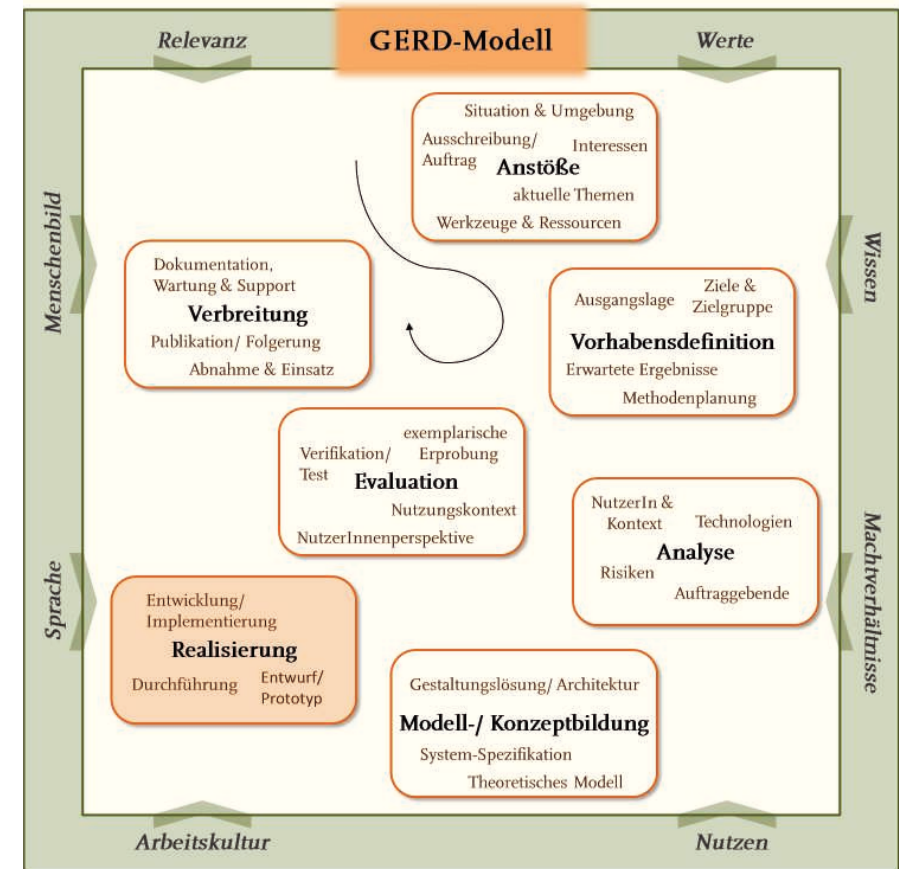 GERD-Modell
Relevanz
Werte
Menschenbild
Wissen
Sprache
Machtverhältnisse
Arbeitskultur
Nutzen
Situation & Umgebung
Ausschreibung/
Auftrag
Interessen
Anstöße
aktuelle Themen
Werkzeuge & Ressourcen
Ausgangslage
Ziele &
Zielgruppe
Vorhabensdefinition
Erwartete Ergebnisse
Methodenplanung
NutzerIn &
Kontext
Technologien
Analyse
Risiken
Auftraggebende
Gestaltungslösung/ Architektur
Modell-/ Konzeptbildung
System-Spezifikation
Theoretisches Modell
Entwicklung/
Implementierung
Realisierung
Durchführung
Entwurf/
Prototyp
exemplarische
Erprobung
Verifikation/
Test
Evaluation
Nutzungskontext
NutzerInnenperspektive
Dokumentation,
Wartung & Support
Verbreitung
Publikation/ Folgerung
Abnahme & Einsatz